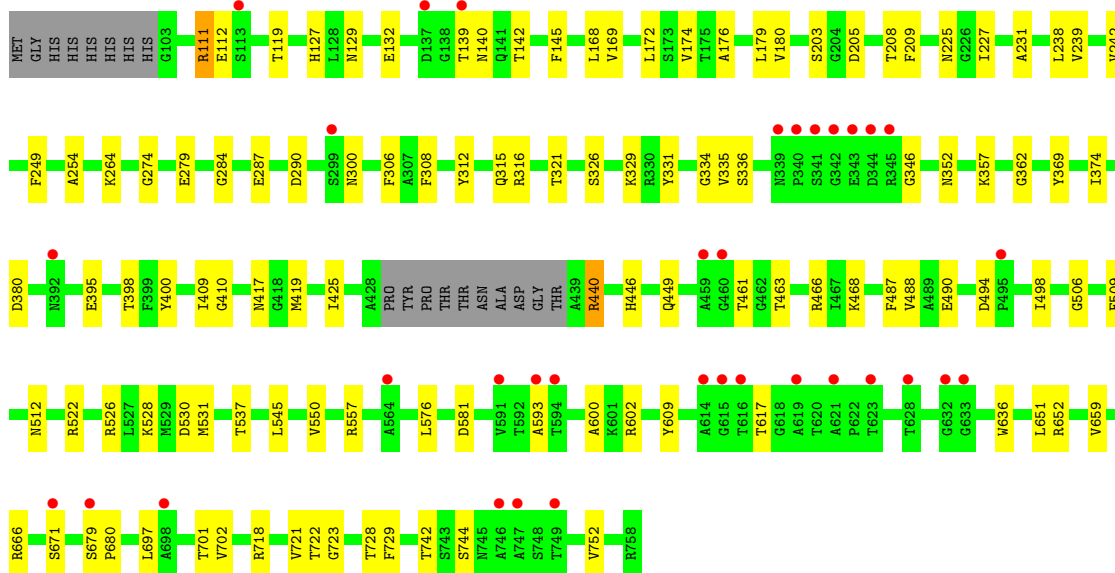 MET GLY HIS HIS HIS HIS HIS HIS G103 R111 E112 S113 T119 H127 L128 N129 E132 D137 G138 T139 N140 Q141 T142 F145 L168 V169 L172 S173 V174 T175 A176 L179 V180 S203 G204 D205 T208 F209 N225 G226 I227 A231 L238 V239
F249 A254 K264 G274 E279 G284 E287 D290 S299 N300 F306 A307 F308 Y312 Q315 R316 T321 S326 K329 R330 Y331 G334 V335 S336 N339 P340 S341 G342 E343 D344 R345 G346 N352 K357 G362 Y369 I374
D380 N392 E395 T398 F399 Y400 I409 G410 N417 G418 M419 I425 A428 PRO TYR PRO THR THR ASN ALA ASP GLY THR A439 R440 H446 Q449 A459 G460 T461 G462 T463 R466 I467 K468 F487 V488 A489 E490 D494 P495 I498 G506
N512 R522 R526 L527 K528 M529 D530 M531 T537 L545 V550 R557 A564 L576 D581 V591 T592 A593 T594 A600 K601 R602 Y609 A614 G615 T616 T617 G618 A619 T620 A621 P622 T623 T628 G632 G633 W636 L651 R652 V659
R666 S671 S679 P680 L697 A698 T701 V702 R718 V721 T722 G723 T728 F729 T742 S743 S744 N745 A746 A747 S748 T749 V752 R758